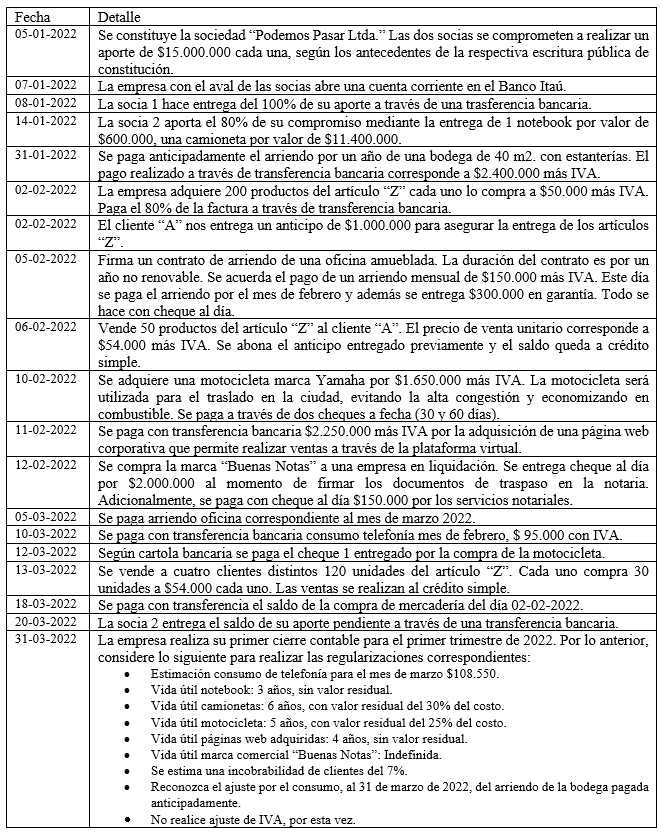 Fecha Detalle
05-01-2022 Se constituye la sociedad “Podemos Pasar Ltda.” Las dos socias se comprometen a realizar un
aporte de $15.000.000 cada una, según los antecedentes de la respectiva escritura pública de
constitución.
07-01-2022 La empresa con el aval de las socias abre una cuenta corriente en el Banco Itaú.
08-01-2022 La socia 1 hace entrega del 100% de su aporte a través de una trasferencia bancaria.
14-01-2022 La socia 2 aporta el 80% de su compromiso mediante la entrega de 1 notebook por valor de
$600.000, una camioneta por valor de $11.400.000.
31-01-2022 Se paga anticipadamente el arriendo por un año de una bodega de 40 m2. con estanterías. El
pago realizado a través de transferencia bancaria corresponde a $2.400.000 más IVA.
02-02-2022 La empresa adquiere 200 productos del artículo “Z” cada uno lo compra a $50.000 más IVA.
Paga el 80% de la factura a través de transferencia bancaria.
02-02-2022 El cliente “A” nos entrega un anticipo de $1.000.000 para asegurar la entrega de los artículos
“Z”.
05-02-2022 Firma un contrato de arriendo de una oficina amueblada. La duración del contrato es por un
año no renovable. Se acuerda el pago de un arriendo mensual de $150.000 más IVA. Este día
se paga el arriendo por el mes de febrero y además se entrega $300.000 en garantía. Todo se
hace con cheque al día.
06-02-2022 Vende 50 productos del artículo “Z” al cliente “A”. El precio de venta unitario corresponde a
$54.000 más IVA. Se abona el anticipo entregado previamente y el saldo queda a crédito
simple.
10-02-2022 Se adquiere una motocicleta marca Yamaha por $1.650.000 más IVA. La motocicleta será
utilizada para el traslado en la ciudad, evitando la alta congestión y economizando en
combustible. Se paga a través de dos cheques a fecha (30 y 60 días).
11-02-2022 Se paga con transferencia bancaria $2.250.000 más IVA por la adquisición de una página web
corporativa que permite realizar ventas a través de la plataforma virtual.
12-02-2022 Se compra la marca “Buenas Notas” a una empresa en liquidación. Se entrega cheque al día
por $2.000.000 al momento de firmar los documentos de traspaso en la notaria.
Adicionalmente, se paga con cheque al día $150.000 por los servicios notariales.
05-03-2022 Se paga arriendo oficina correspondiente al mes de marzo 2022.
10-03-2022 Se paga con transferencia bancaria consumo telefonía mes de febrero, $ 95.000 con IVA.
12-03-2022 Según cartola bancaria se paga el cheque 1 entregado por la compra de la motocicleta.
13-03-2022 Se vende a cuatro clientes distintos 120 unidades del artículo “Z”. Cada uno compra 30
unidades a $54.000 cada uno. Las ventas se realizan al crédito simple.
18-03-2022 Se paga con transferencia el saldo de la compra de mercadería del día 02-02-2022.
20-03-2022 La socia 2 entrega el saldo de su aporte pendiente a través de una transferencia bancaria.
31-03-2022 La empresa realiza su primer cierre contable para el primer trimestre de 2022. Por lo anterior,
considere lo siguiente para realizar las regularizaciones correspondientes:
• Estimación consumo de telefonía para el mes de marzo $108.550.
• Vida útil notebook: 3 años, sin valor residual.
• Vida útil camionetas: 6 años, con valor residual del 30% del costo.
• Vida útil motocicleta: 5 años, con valor residual del 25% del costo.
• Vida útil páginas web adquiridas: 4 años, sin valor residual.
• Vida útil marca comercial “Buenas Notas”: Indefinida.
• Se estima una incobrabilidad de clientes del 7%.
• Reconozca el ajuste por el consumo, al 31 de marzo de 2022, del arriendo de la bodega pagada
anticipadamente.
• No realice ajuste de IVA, por esta vez.